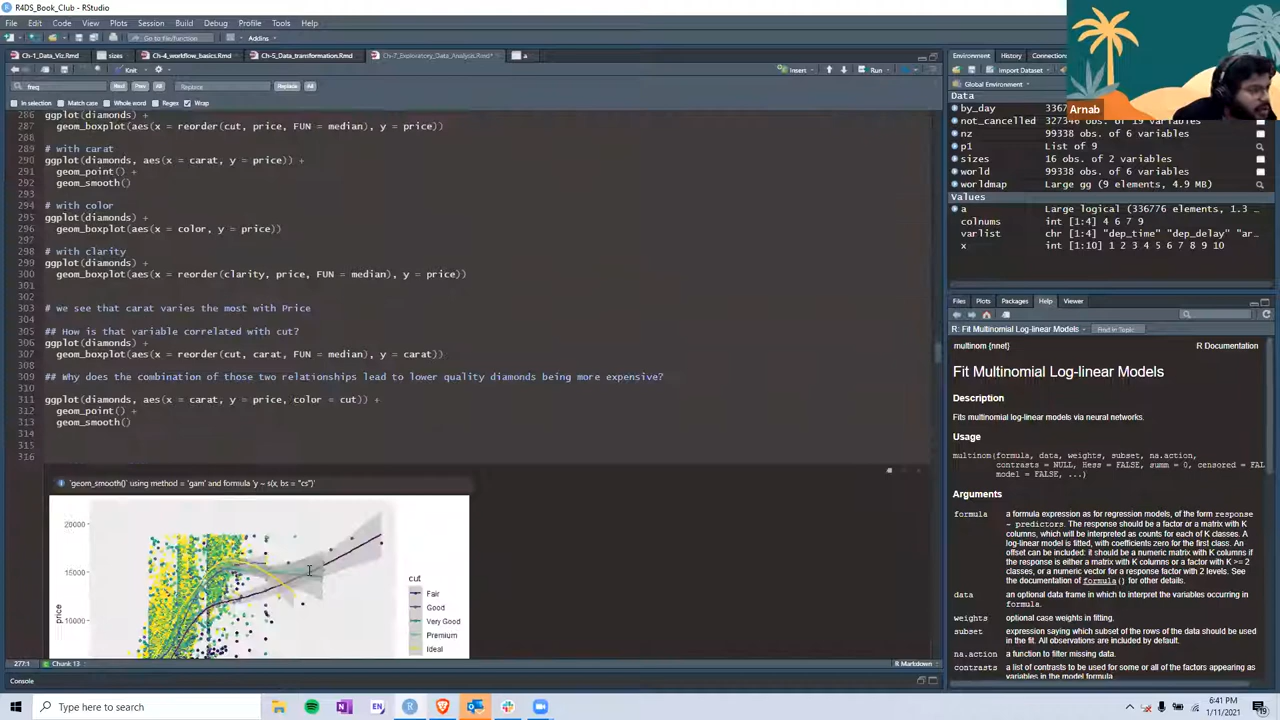 R4DS_Book_Club - RStudio
File Edit Code View Plots Session Build Debug Profile Tools Help
Go to file/function Addins
Ch-1_Data_Viz.Rmd sizes Ch-4_workflow_basics.Rmd Ch-5_Data_transformation.Rmd Ch-7_Exploratory_Data_Analysis.Rmd* a
Knit Insert Run
freq Next Prev All Replace Replace All
In selection Match case Whole word Regex Wrap
286 ggplot(diamonds) +
287 geom_boxplot(aes(x = reorder(cut, price, FUN = median), y = price))
288
289 # with carat
290 ggplot(diamonds, aes(x = carat, y = price)) +
291 geom_point() +
292 geom_smooth()
293
294 # with color
295 ggplot(diamonds) +
296 geom_boxplot(aes(x = color, y = price))
297
298 # with clarity
299 ggplot(diamonds) +
300 geom_boxplot(aes(x = reorder(clarity, price, FUN = median), y = price))
301
302
303 # we see that carat varies the most with Price
304
305 ## How is that variable correlated with cut?
306 ggplot(diamonds) +
307 geom_boxplot(aes(x = reorder(cut, carat, FUN = median), y = carat))
308
309 ## Why does the combination of those two relationships lead to lower quality diamonds being more expensive?
310
311 ggplot(diamonds, aes(x = carat, y = price, color = cut)) +
312 geom_point() +
313 geom_smooth()
314
315
316
`geom_smooth()` using method = 'gam' and formula 'y ~ s(x, bs = "cs")'
20000
15000
10000
price
cut
Fair
Good
Very Good
Premium
Ideal
277:1 Chunk 13 R Markdown
Console
Environment History Connections
Import Dataset
Global Environment
Data
by_day
not_cancelled 327346 obs. of 19 variables
nz 99338 obs. of 6 variables
p1 List of 9
sizes 16 obs. of 2 variables
world 99338 obs. of 6 variables
worldmap Large gg (9 elements, 4.9 MB)
Values
a Large logical (336776 elements, 1.3 …
colnums int [1:4] 4 6 7 9
varlist chr [1:4] "dep_time" "dep_delay" "ar…
x int [1:10] 1 2 3 4 5 6 7 8 9 10
Arnab
Files Plots Packages Help Viewer
R: Fit Multinomial Log-linear Models Find in Topic
multinom {nnet} R Documentation
Fit Multinomial Log-linear Models
Description
Fits multinomial log-linear models via neural networks.
Usage
multinom(formula, data, weights, subset, na.action,
contrasts = NULL, Hess = FALSE, summ = 0, censored = FAL
model = FALSE, ...)
Arguments
formula a formula expression as for regression models, of the form response
~ predictors. The response should be a factor or a matrix with K
columns, which will be interpreted as counts for each of K classes.
A log-linear model is fitted, with coefficients zero for the first class. An
offset can be included: it should be a numeric matrix with K columns
if the response is either a matrix with K columns or a factor with K >= 2
classes, or a numeric vector for a response factor with 2 levels. See
the documentation of formula() for other details.
data an optional data frame in which to interpret the variables occurring in
formula.
weights optional case weights in fitting.
subset expression saying which subset of the rows of the data should be used
in the fit. All observations are included by default.
na.action a function to filter missing data.
contrasts a list of contrasts to be used for some or all of the factors appearing as
variables in the model formula.
Type here to search
6:41 PM
1/11/2021